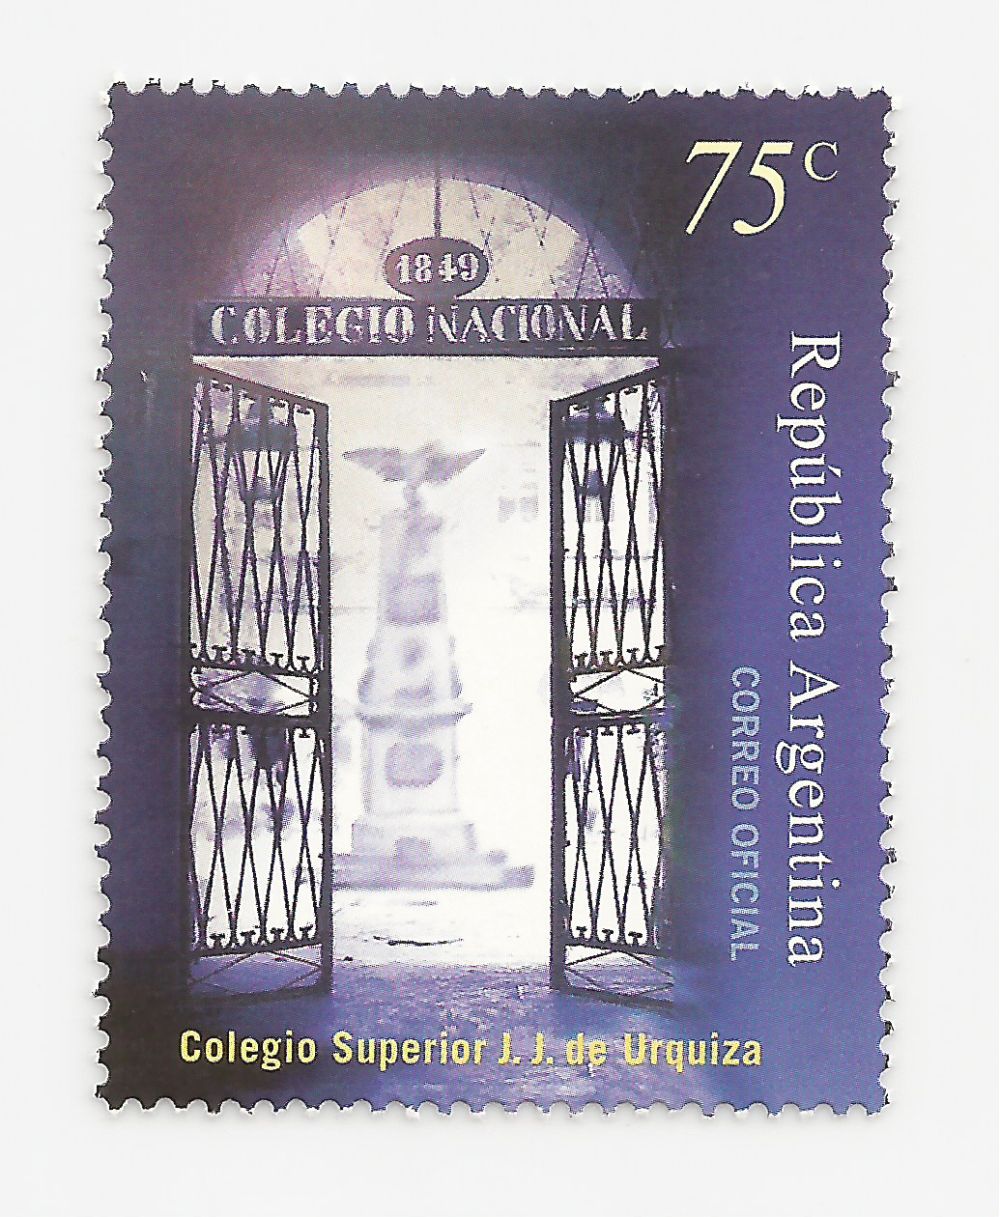 75c
1849
COLEGIO NACIONAL
República Argentina
CORREO OFICIAL
Colegio Superior J. J. de Urquiza